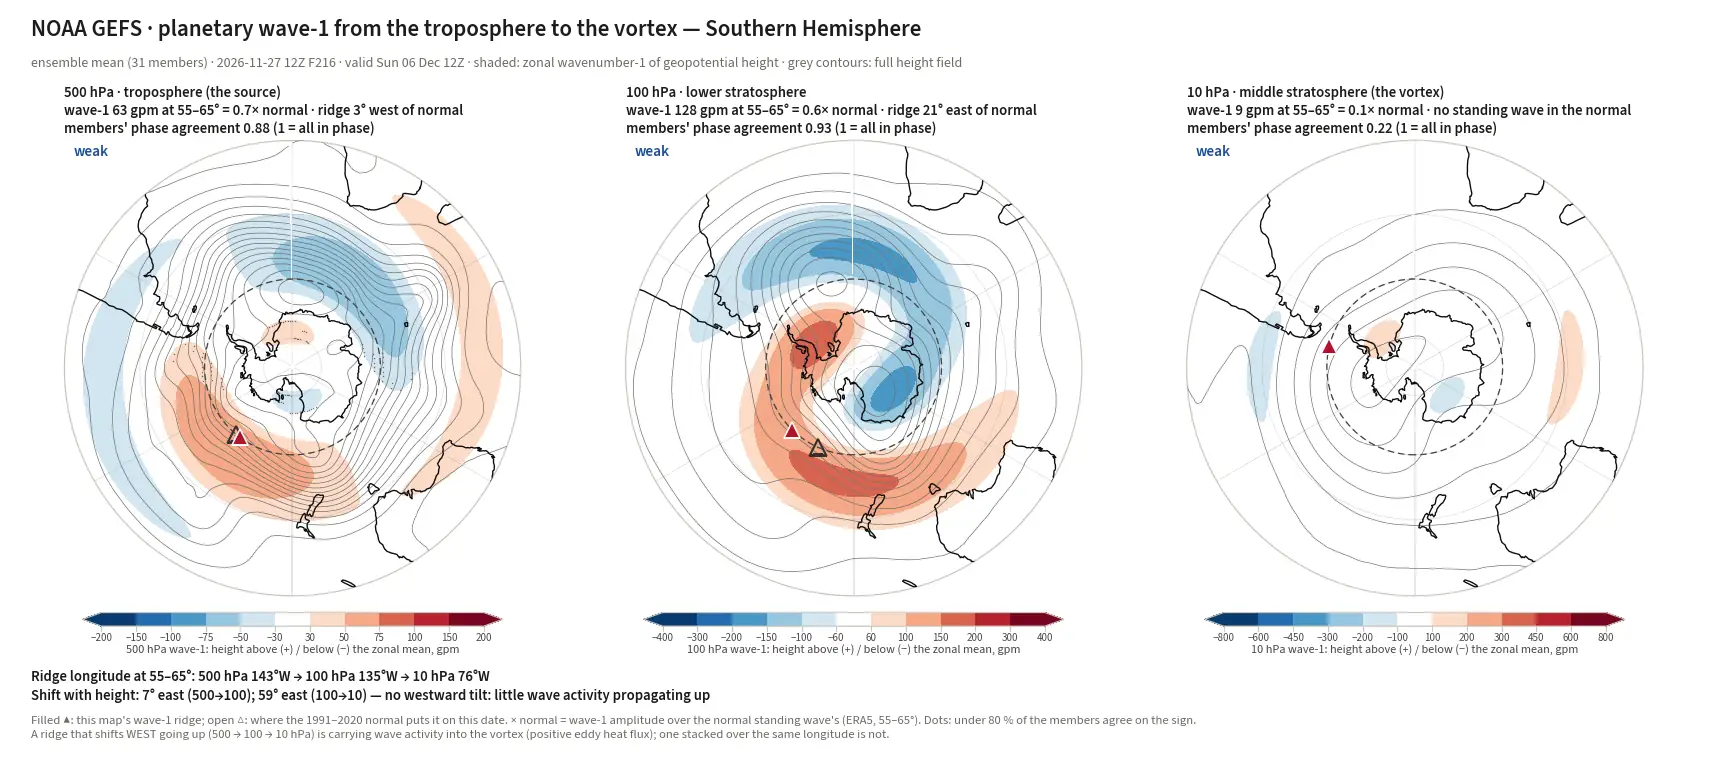 NOAA GEFS · planetary wave-1 from the troposphere to the vortex — Southern Hemisphere
ensemble mean (31 members) · 2026-11-27 12Z F216 · valid Sun 06 Dec 12Z · shaded: zonal wavenumber-1 of geopotential height · grey contours: full height field
500 hPa · troposphere (the source)
wave-1 63 gpm at 55–65° = 0.7× normal · ridge 3° west of normal
members' phase agreement 0.88 (1 = all in phase)
weak
100 hPa · lower stratosphere
wave-1 128 gpm at 55–65° = 0.6× normal · ridge 21° east of normal
members' phase agreement 0.93 (1 = all in phase)
weak
10 hPa · middle stratosphere (the vortex)
wave-1 9 gpm at 55–65° = 0.1× normal · no standing wave in the normal
members' phase agreement 0.22 (1 = all in phase)
weak
−200 −150 −100 −75 −50 −30 30 50 75 100 150 200
500 hPa wave-1: height above (+) / below (−) the zonal mean, gpm
−400 −300 −200 −150 −100 −60 60 100 150 200 300 400
100 hPa wave-1: height above (+) / below (−) the zonal mean, gpm
−800 −600 −450 −300 −200 −100 100 200 300 450 600 800
10 hPa wave-1: height above (+) / below (−) the zonal mean, gpm
Ridge longitude at 55–65°: 500 hPa 143°W → 100 hPa 135°W → 10 hPa 76°W
Shift with height: 7° east (500→100); 59° east (100→10) — no westward tilt: little wave activity propagating up
Filled ▲: this map's wave-1 ridge; open △: where the 1991–2020 normal puts it on this date. × normal = wave-1 amplitude over the normal standing wave's (ERA5, 55–65°). Dots: under 80 % of the members agree on the sign.
A ridge that shifts WEST going up (500 → 100 → 10 hPa) is carrying wave activity into the vortex (positive eddy heat flux); one stacked over the same longitude is not.